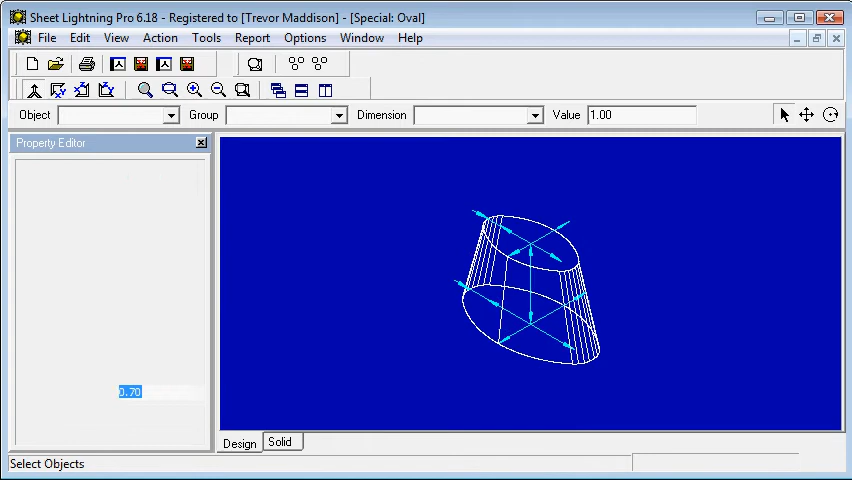 Sheet Lightning Pro 6.18 - Registered to [Trevor Maddison] - [Special: Oval]
File Edit View Action Tools Report Options Window Help
Object Group Dimension Value 1.00
Property Editor
0.70
Design Solid
Select Objects